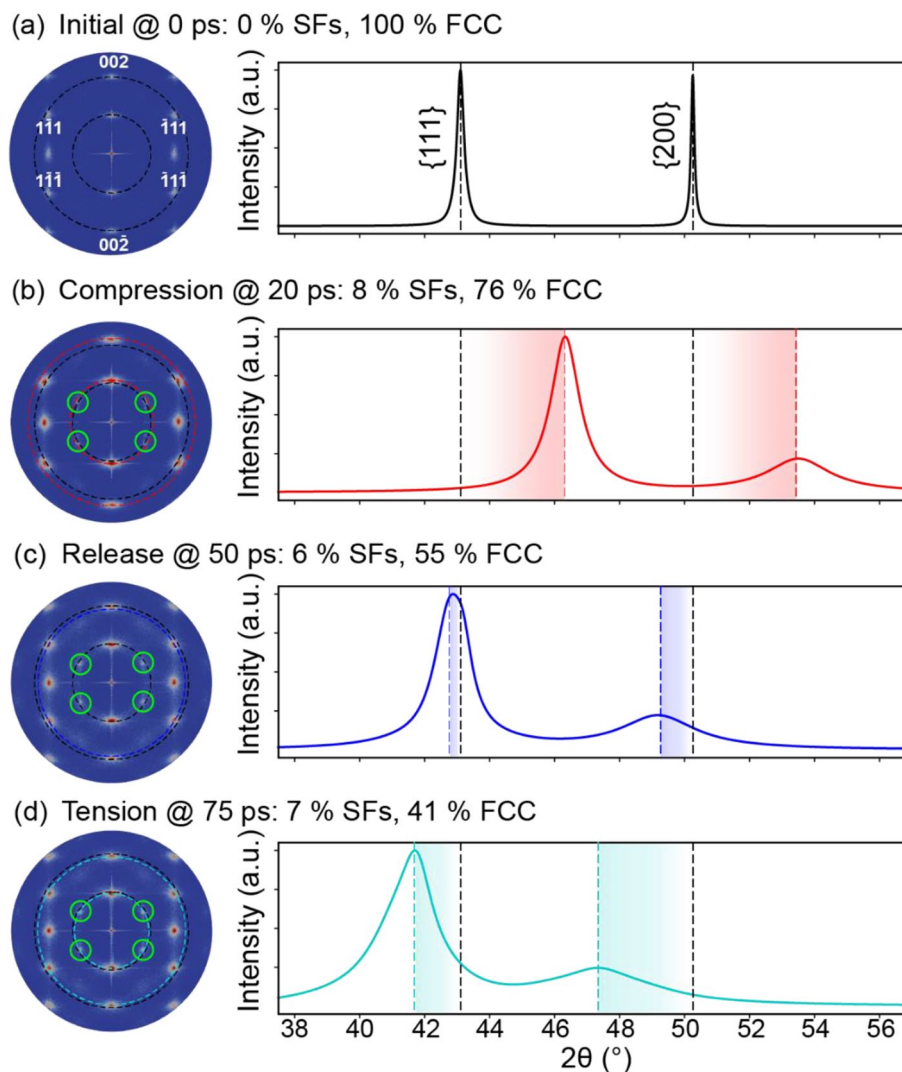 (a) Initial @ 0 ps: 0 % SFs, 100 % FCC
002
11̄1
1̄11
11̄1̄
1̄11̄
002̄
Intensity (a.u.)
{111}
{200}
(b) Compression @ 20 ps: 8 % SFs, 76 % FCC
Intensity (a.u.)
(c) Release @ 50 ps: 6 % SFs, 55 % FCC
Intensity (a.u.)
(d) Tension @ 75 ps: 7 % SFs, 41 % FCC
Intensity (a.u.)
38 40 42 44 46 48 50 52 54 56
2θ (°)